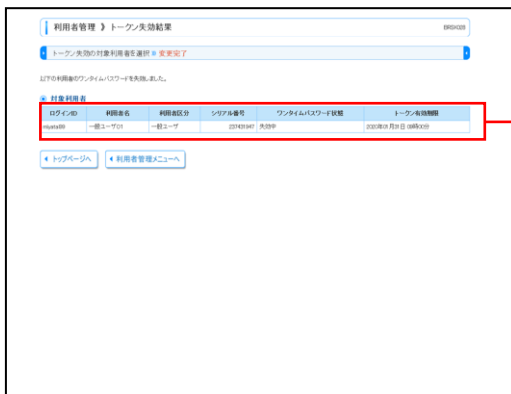 利用者管理 》トークン失効結果
トークン失効の対象利用者を選択 » 変更完了
以下の利用者のワンタイムパスワードを失効しました。
対象利用者
ログインID 利用者名 利用者区分 シリアル番号 ワンタイムパスワード状態 トークン有効期限
一般ユーザ01 一般ユーザ 失効中
トップページへ 利用者管理メニューへ